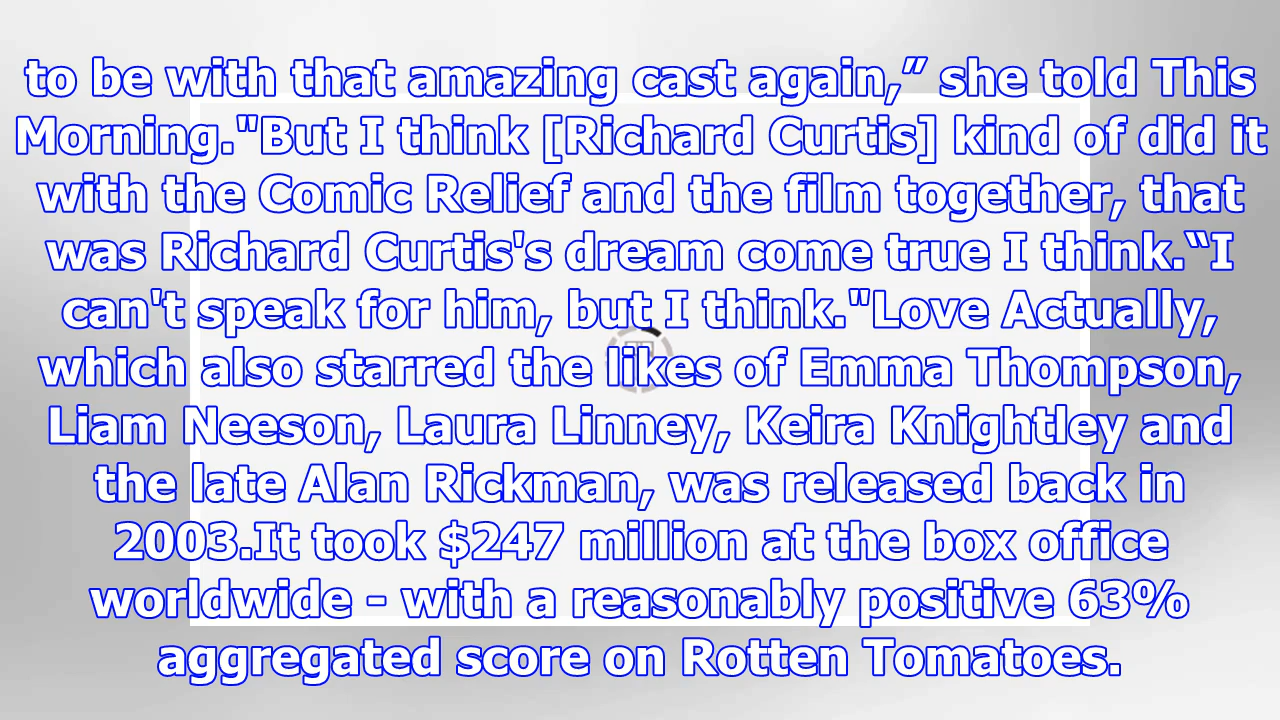 to be with that amazing cast again,” she told This
Morning."But I think [Richard Curtis] kind of did it
with the Comic Relief and the film together, that
was Richard Curtis's dream come true I think.“I
can't speak for him, but I think."Love Actually,
which also starred the likes of Emma Thompson,
Liam Neeson, Laura Linney, Keira Knightley and
the late Alan Rickman, was released back in
2003.It took $247 million at the box office
worldwide - with a reasonably positive 63%
aggregated score on Rotten Tomatoes.